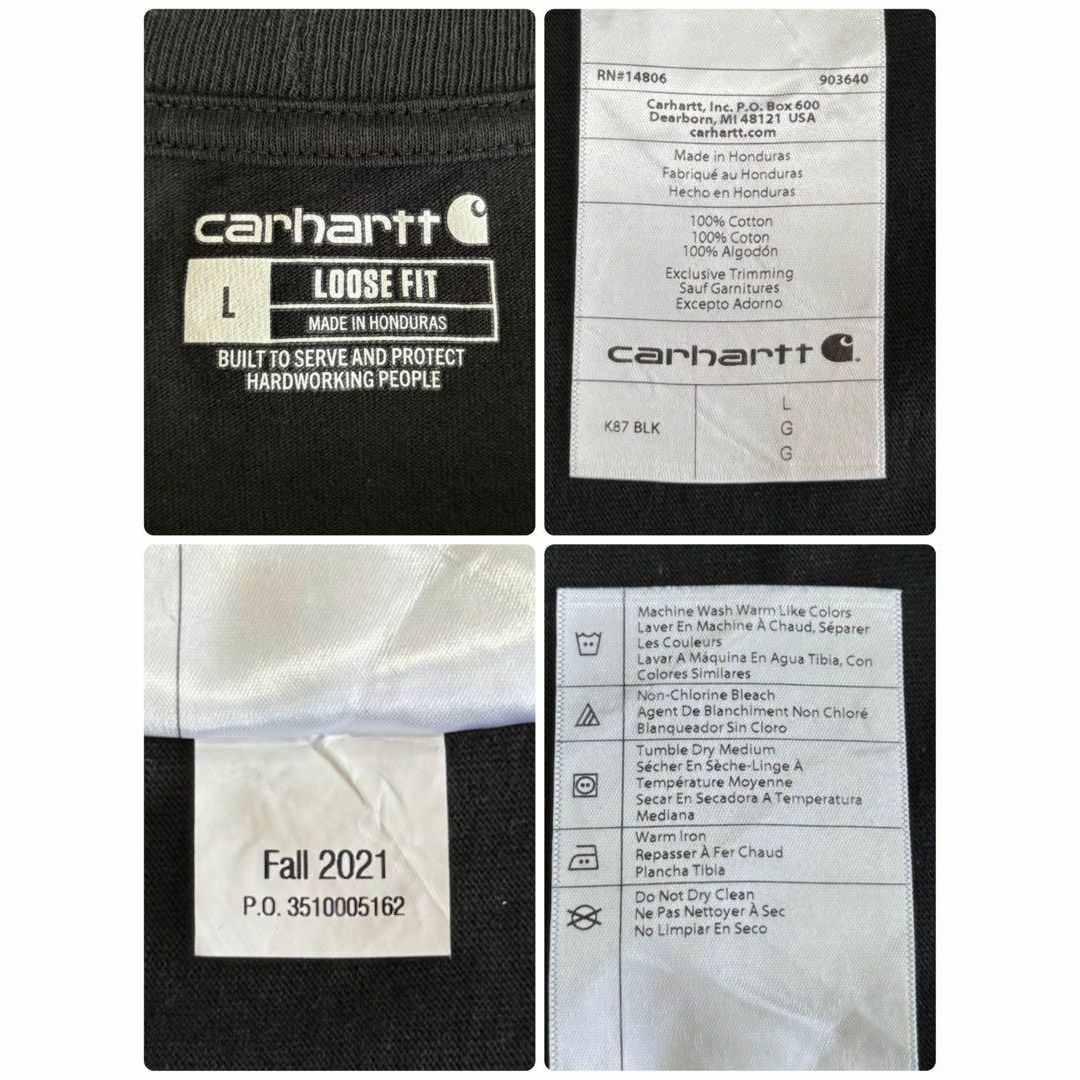 carhartt
L
LOOSE FIT
MADE IN HONDURAS
BUILT TO SERVE AND PROTECT
HARDWORKING PEOPLE
RN#14806 903640
Carhartt, Inc. P.O. Box 600
Dearborn, MI 48121 USA
carhartt.com
Made in Honduras
Fabriqué au Honduras
Hecho en Honduras
100% Cotton
100% Coton
100% Algodón
Exclusive Trimming
Sauf Garnitures
Excepto Adorno
carhartt
K87 BLK
L
G
G
Fall 2021
P.O. 3510005162
Machine Wash Warm Like Colors
Laver En Machine À Chaud, Séparer
Les Couleurs
Lavar A Máquina En Agua Tibia, Con
Colores Similares
Non-Chlorine Bleach
Agent De Blanchiment Non Chloré
Blanqueador Sin Cloro
Tumble Dry Medium
Sécher En Sèche-Linge À
Température Moyenne
Secar En Secadora A Temperatura
Mediana
Warm Iron
Repasser À Fer Chaud
Plancha Tibia
Do Not Dry Clean
Ne Pas Nettoyer À Sec
No Limpiar En Seco